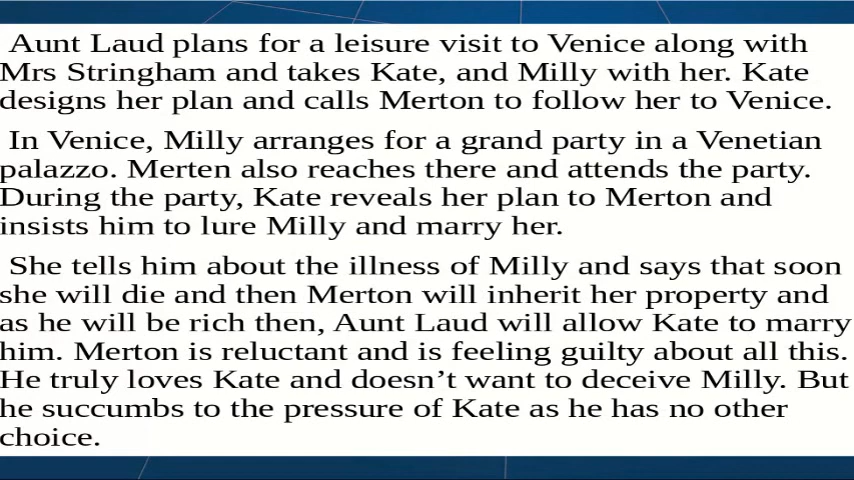 Aunt Laud plans for a leisure visit to Venice along with
Mrs Stringham and takes Kate, and Milly with her. Kate
designs her plan and calls Merton to follow her to Venice.
In Venice, Milly arranges for a grand party in a Venetian
palazzo. Merten also reaches there and attends the party.
During the party, Kate reveals her plan to Merton and
insists him to lure Milly and marry her.
She tells him about the illness of Milly and says that soon
she will die and then Merton will inherit her property and
as he will be rich then, Aunt Laud will allow Kate to marry
him. Merton is reluctant and is feeling guilty about all this.
He truly loves Kate and doesn’t want to deceive Milly. But
he succumbs to the pressure of Kate as he has no other
choice.